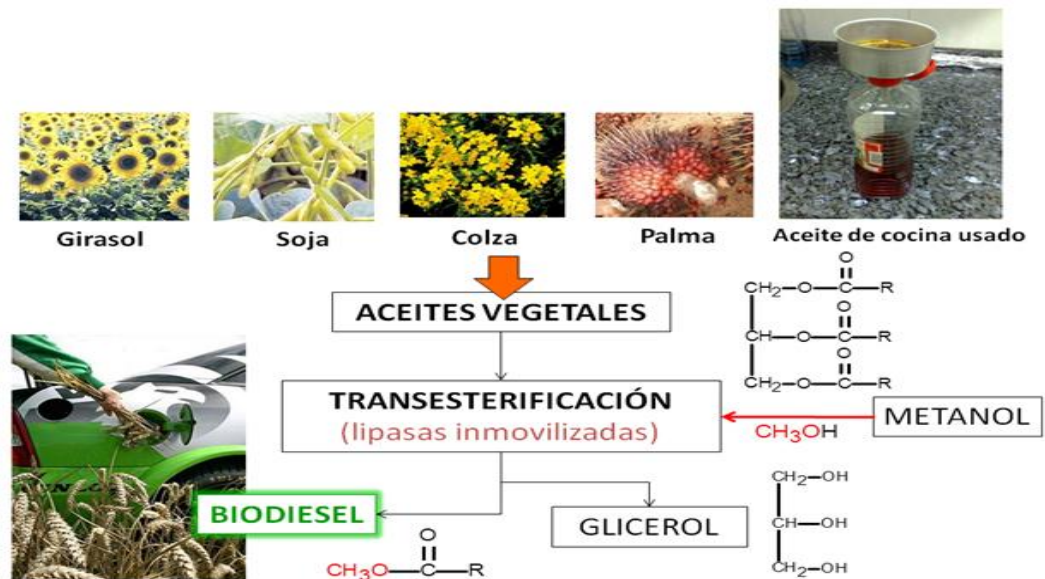 Girasol
Soja
Colza
Palma
Aceite de cocina usado
ACEITES VEGETALES
O
CH₂—O—C—R
O
CH—O—C—R
O
CH₂—O—C—R
TRANSESTERIFICACIÓN
(lipasas inmovilizadas)
METANOL
CH₃OH
BIODIESEL
GLICEROL
CH₂—OH
CH—OH
CH₂—OH
O
CH₃O—C—R